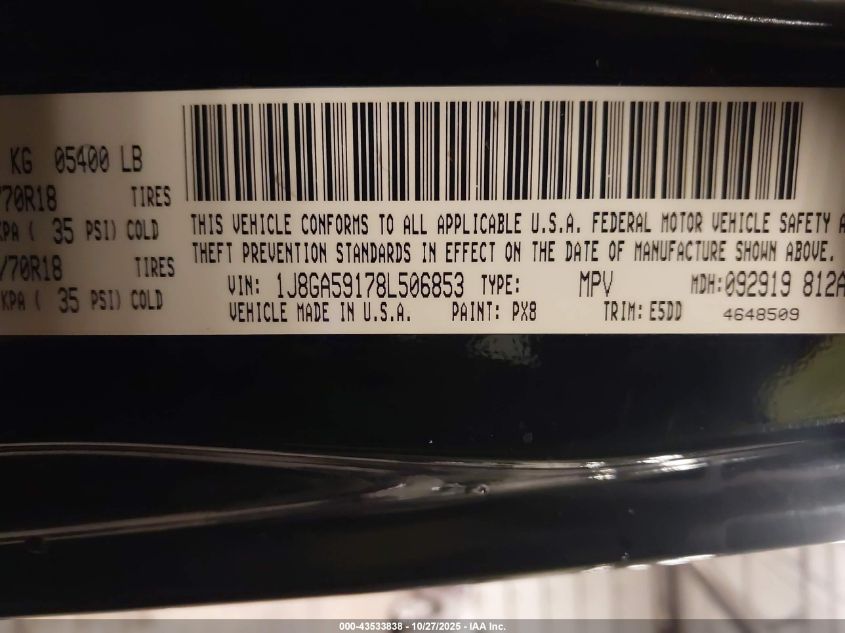 KG 05400 LB
/70R18 TIRES
KPA ( 35 PSI) COLD
/70R18 TIRES
KPA ( 35 PSI) COLD
THIS VEHICLE CONFORMS TO ALL APPLICABLE U.S.A. FEDERAL MOTOR VEHICLE SAFETY A
THEFT PREVENTION STANDARDS IN EFFECT ON THE DATE OF MANUFACTURE SHOWN ABOVE.
VIN: 1J8GA59178L506853 TYPE: MPV MDH: 092919 812A
VEHICLE MADE IN U.S.A. PAINT: PX8 TRIM: E5DD 4648509
000-43533838 - 10/27/2025 - IAA Inc.